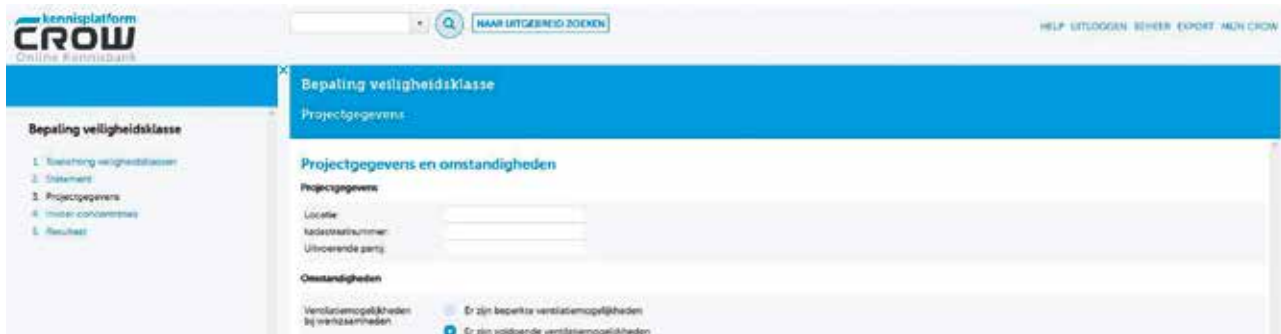 kennisplatform
CROW
Online Kennisbank
NAAR UITGEBREID ZOEKEN
HELP UITLOGGEN BEHEER EXPORT MIJN CROW
Bepaling veiligheidsklasse
1. Toelichting veiligheidsklassen
2. Statement
3. Projectgegevens
4. Invoer concentraties
5. Resultaat
Bepaling veiligheidsklasse
Projectgegevens
Projectgegevens en omstandigheden
Projectgegevens
Locatie:
Kadastraalnummer:
Uitvoerende partij:
Omstandigheden
Ventilatiemogelijkheden
bij werkzaamheden
Er zijn beperkte ventilatiemogelijkheden
Er zijn voldoende ventilatiemogelijkheden